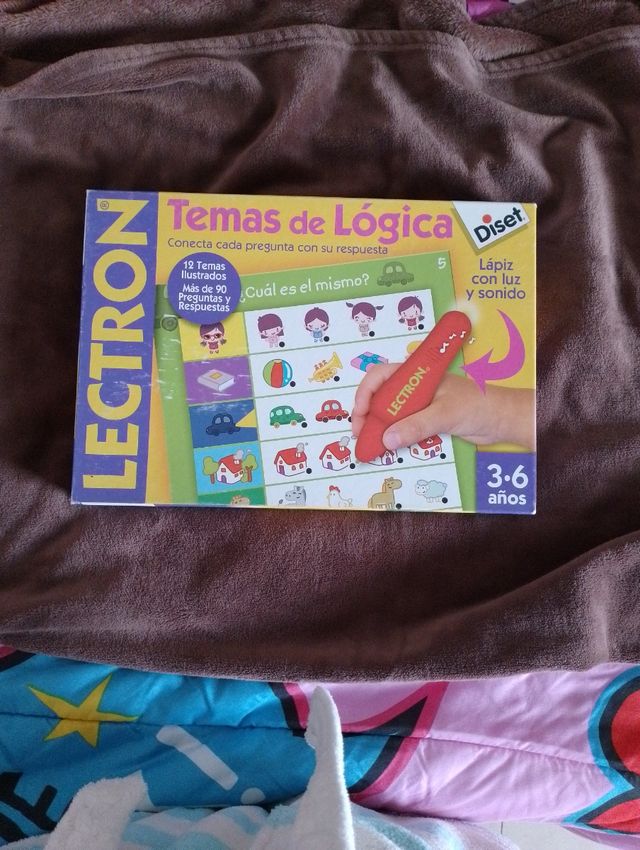 LECTRON
®
Temas de Lógica
Diset
Conecta cada pregunta con su respuesta
12 Temas
Ilustrados
Más de 90
Preguntas y
Respuestas
¿Cuál es el mismo?
5
Lápiz
con luz
y sonido
LECTRON®
3·6
años